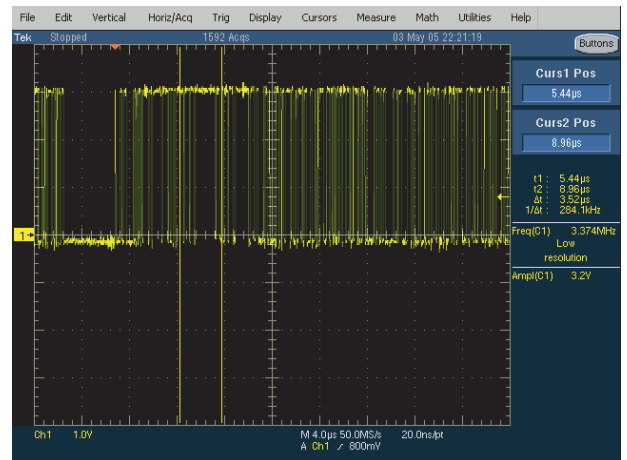 File Edit Vertical Horiz/Acq Trig Display Cursors Measure Math Utilities Help
Tek Stopped 1592 Acqs 03 May 05 22:21:19
Buttons
Curs1 Pos
5.44µs
Curs2 Pos
8.96µs
t1: 5.44µs
t2: 8.96µs
Δt: 3.52µs
1/Δt: 284.1kHz
Freq(C1) 3.374MHz
Low
resolution
Ampl(C1) 3.2V
1
Ch1 1.0V M 4.0µs 50.0MS/s 20.0ns/pt
A Ch1 ∕ 800mV